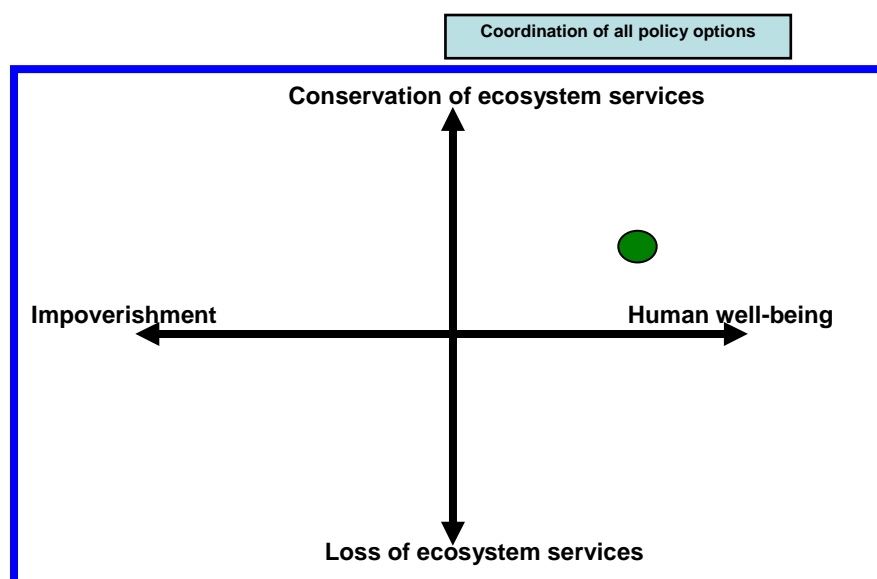 Coordination of all policy options
Conservation of ecosystem services
Impoverishment
Human well-being
Loss of ecosystem services